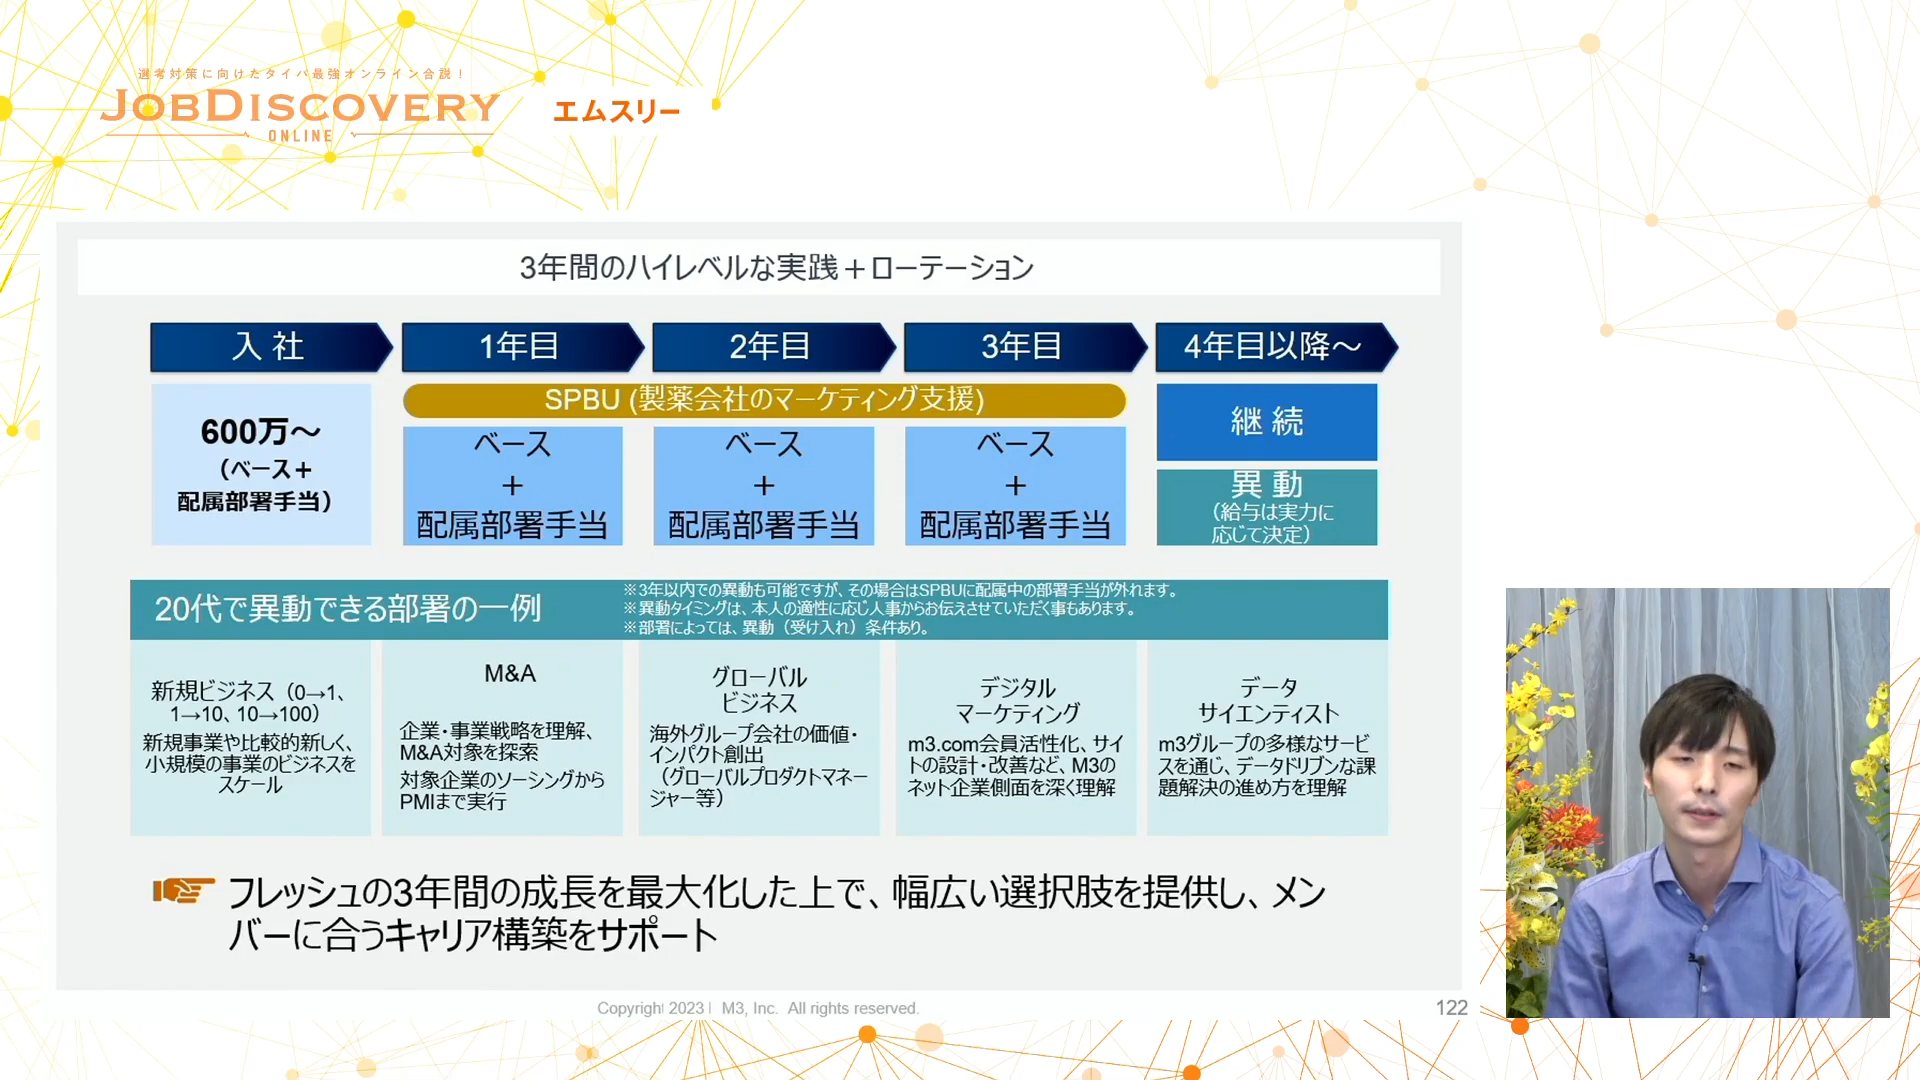 選考対策に向けたタイパ最強オンライン合説！
JOBDISCOVERY
ONLINE
エムスリー
3年間のハイレベルな実践＋ローテーション
入 社
1年目
2年目
3年目
4年目以降～
600万～
（ベース＋
配属部署手当）
SPBU (製薬会社のマーケティング支援)
ベース
＋
配属部署手当
ベース
＋
配属部署手当
ベース
＋
配属部署手当
継 続
異 動
（給与は実力に
応じて決定）
20代で異動できる部署の一例
※3年以内での異動も可能ですが、その場合はSPBUに配属中の部署手当が外れます。
※異動タイミングは、本人の適性に応じ人事からお伝えさせていただく事もあります。
※部署によっては、異動（受け入れ）条件あり。
新規ビジネス（0→1、
1→10、10→100）
新規事業や比較的新しく、
小規模の事業のビジネスを
スケール
M&A
企業・事業戦略を理解、
M&A対象を探索
対象企業のソーシングから
PMIまで実行
グローバル
ビジネス
海外グループ会社の価値・
インパクト創出
（グローバルプロダクトマネー
ジャー等）
デジタル
マーケティング
m3.com会員活性化、サイ
トの設計・改善など、M3の
ネット企業側面を深く理解
データ
サイエンティスト
m3グループの多様なサービ
スを通じ、データドリブンな課
題解決の進め方を理解
フレッシュの3年間の成長を最大化した上で、幅広い選択肢を提供し、メン
バーに合うキャリア構築をサポート
Copyright 2023 | M3, Inc. All rights reserved.
122